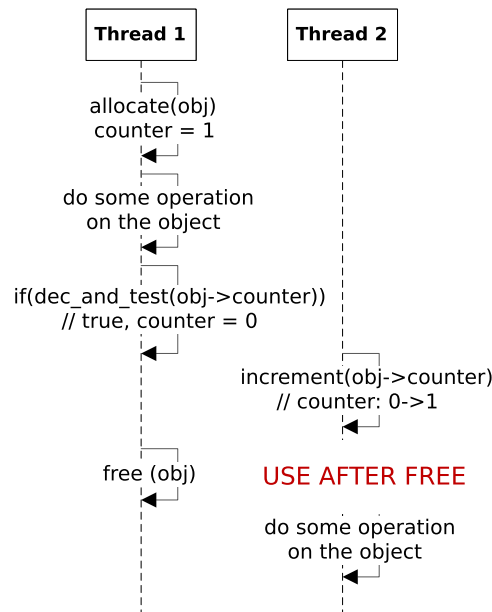 Thread 1
Thread 2
allocate(obj)
counter = 1
do some operation
on the object
if(dec_and_test(obj->counter))
// true, counter = 0
increment(obj->counter)
// counter: 0->1
free (obj)
USE AFTER FREE
do some operation
on the object